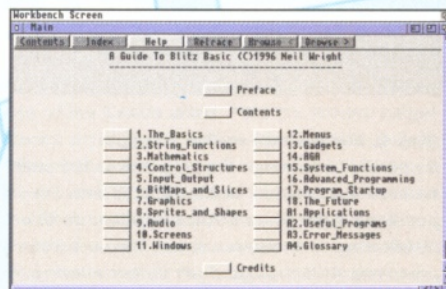 Workbench Screen
Main
Contents Index Help Retrace Browse < Browse >
A Guide To Blitz Basic (C)1996 Neil Wright
Preface
Contents
1.The_Basics 12.Menus
2.String_Functions 13.Gadgets
3.Mathematics 14.AGA
4.Control_Structures 15.System_Functions
5.Input_Output 16.Advanced_Programming
6.BitMaps_and_Slices 17.Program_Startup
7.Graphics 18.The_Future
8.Sprites_and_Shapes A1.Applications
9.Audio A2.Useful_Programs
10.Screens A3.Error_Messages
11.Windows A4.Glossary
Credits